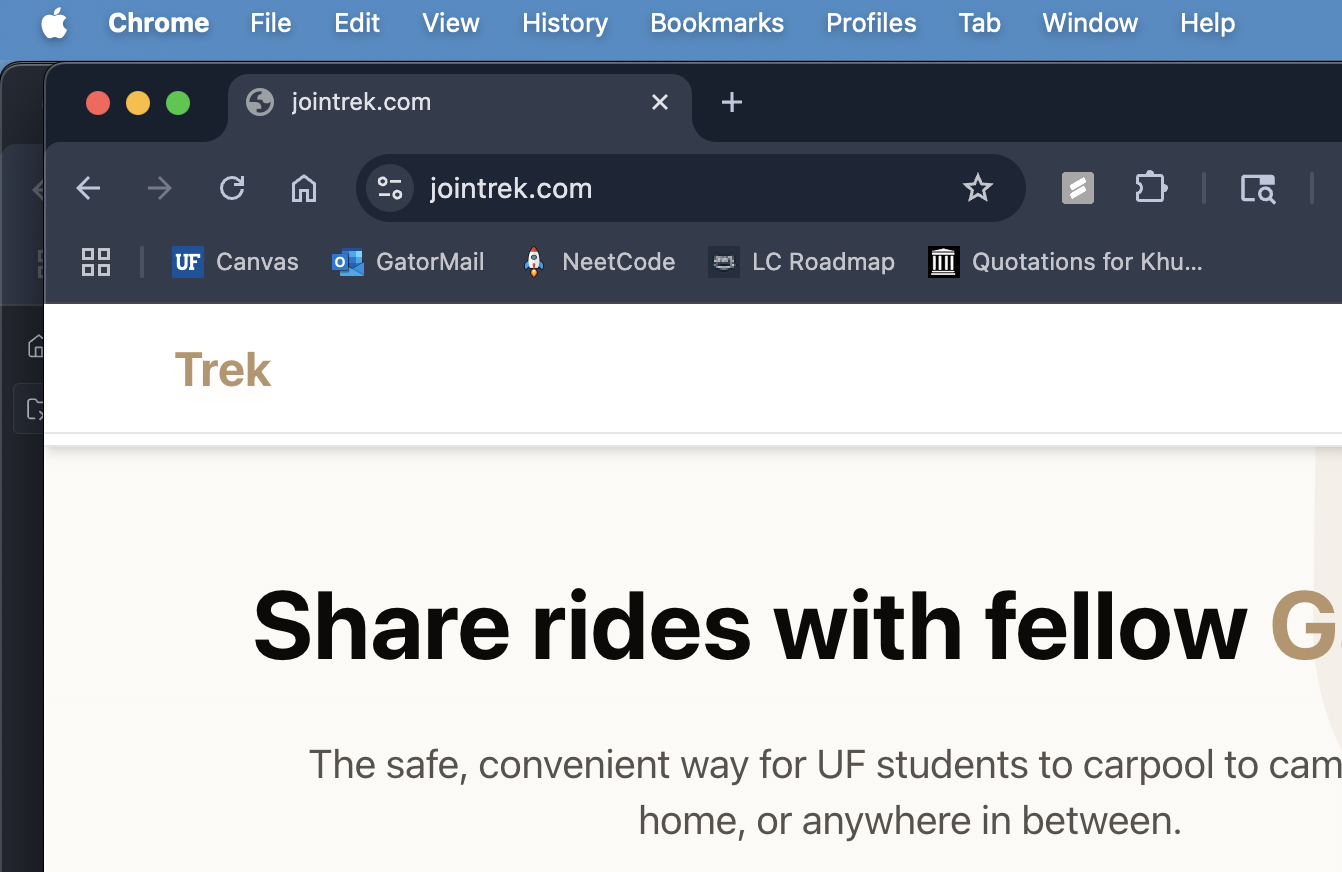 Chrome File Edit View History Bookmarks Profiles Tab Window Help
jointrek.com
jointrek.com
UF Canvas GatorMail NeetCode LC Roadmap Quotations for Khu...
Trek
Share rides with fellow G
The safe, convenient way for UF students to carpool to cam
home, or anywhere in between.